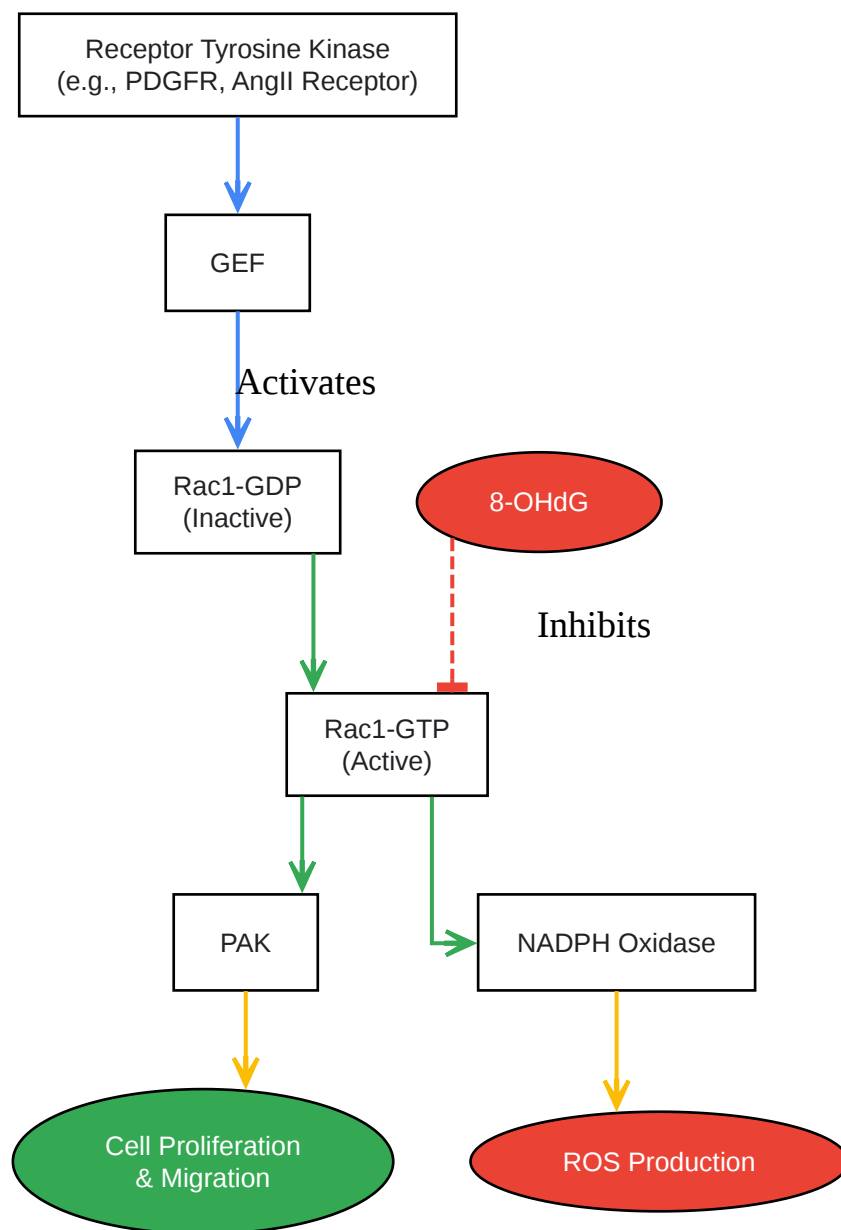 Receptor Tyrosine Kinase
(e.g., PDGFR, AngII Receptor)
GEF
Activates
Rac1-GDP
(Inactive)
8-OHdG
Inhibits
Rac1-GTP
(Active)
PAK
NADPH Oxidase
Cell Proliferation
& Migration
ROS Production